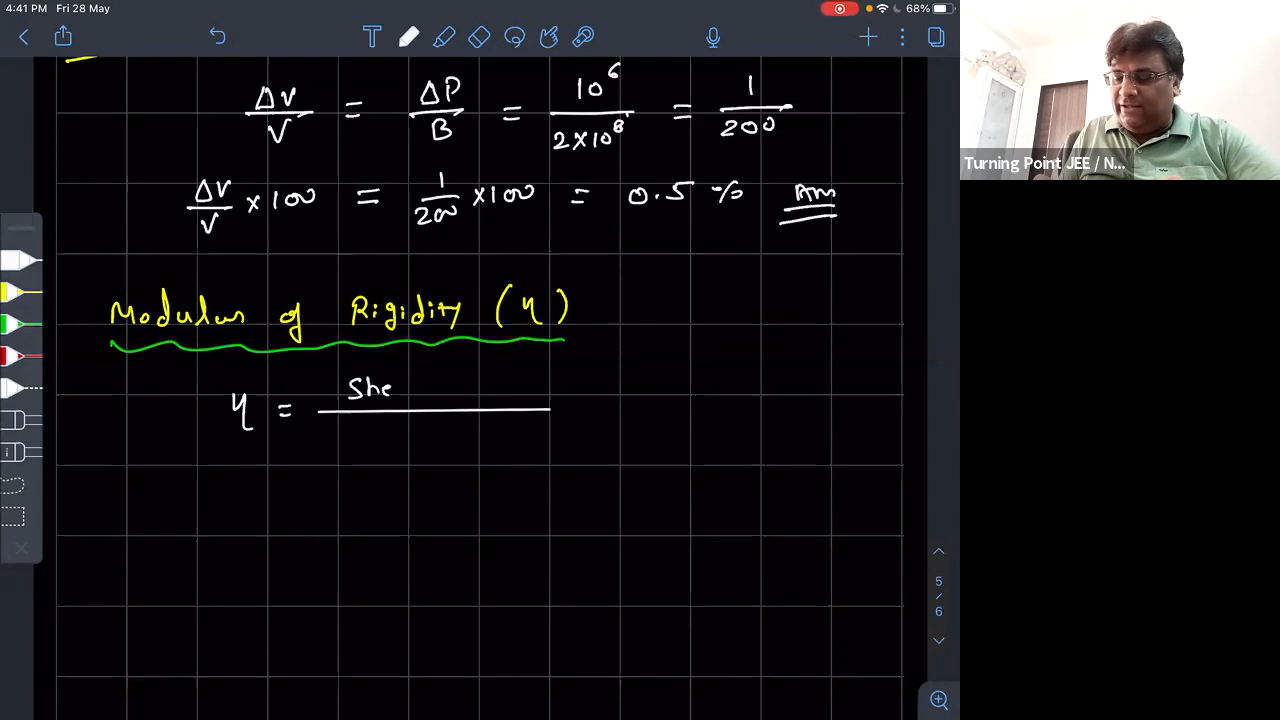 4:41 PM Fri 28 May 68%
ΔV/V = ΔP/B = 10^6/2×10^8 = 1/200
ΔV/V × 100 = 1/200 × 100 = 0.5 % Ans
Modulus of Rigidity (η)
η = She
Turning Point JEE / N...
5
/
6